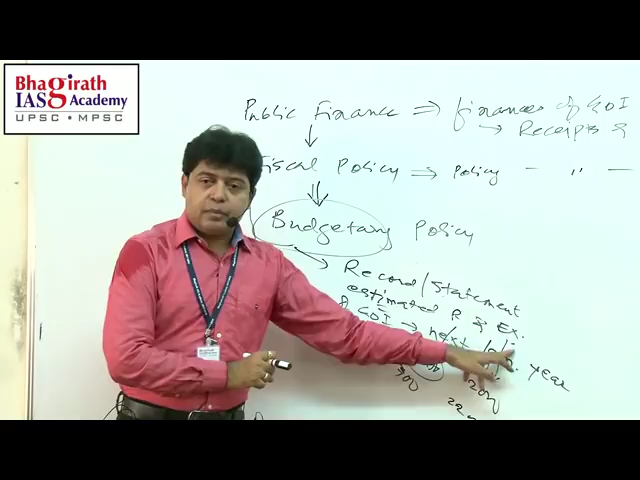 Bhagirath
IAS Academy
UPSC • MPSC
Public Finance ⇒ finances of GOI
→ Receipts &
Fiscal Policy ⇒ Policy - " -
Budgetary Policy
Record/Statement
estimated R & Ex.
GOI → next
year